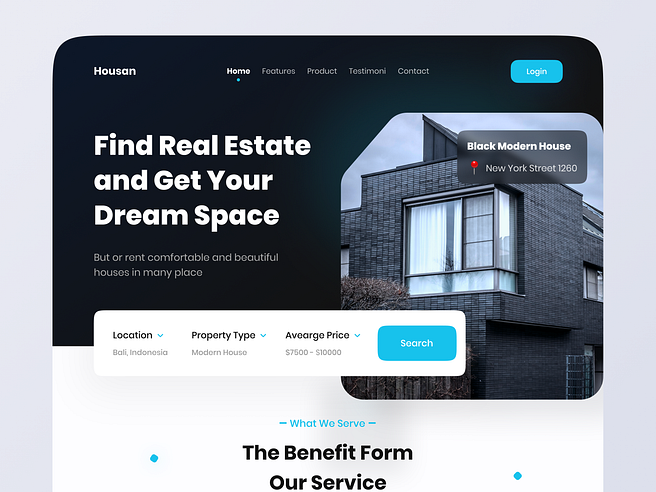 Housan
Home Features Product Testimoni Contact
Login
Find Real Estate
and Get Your
Dream Space
But or rent comfortable and beautiful
houses in many place
Black Modern House
New York Street 1260
Location
Bali, Indonesia
Property Type
Modern House
Avearge Price
$7500 - $10000
Search
What We Serve
The Benefit Form
Our Service